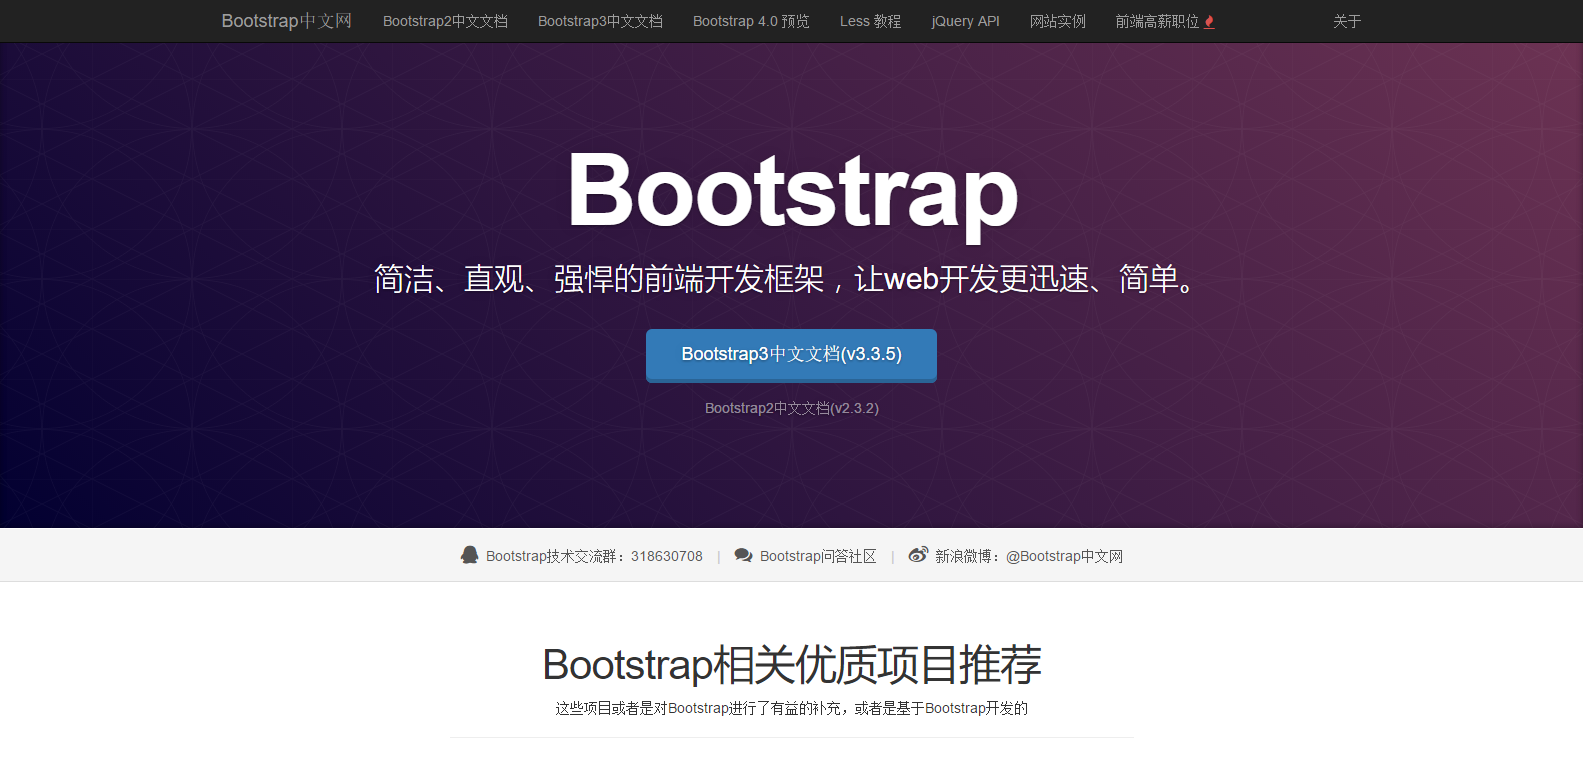 Bootstrap中文网 Bootstrap2中文文档 Bootstrap3中文文档 Bootstrap 4.0 预览 Less 教程 jQuery API 网站实例 前端高薪职位 关于
Bootstrap
简洁、直观、强悍的前端开发框架，让web开发更迅速、简单。
Bootstrap3中文文档(v3.3.5)
Bootstrap2中文文档(v2.3.2)
Bootstrap技术交流群：318630708 | Bootstrap问答社区 | 新浪微博：@Bootstrap中文网
Bootstrap相关优质项目推荐
这些项目或者是对Bootstrap进行了有益的补充，或者是基于Bootstrap开发的